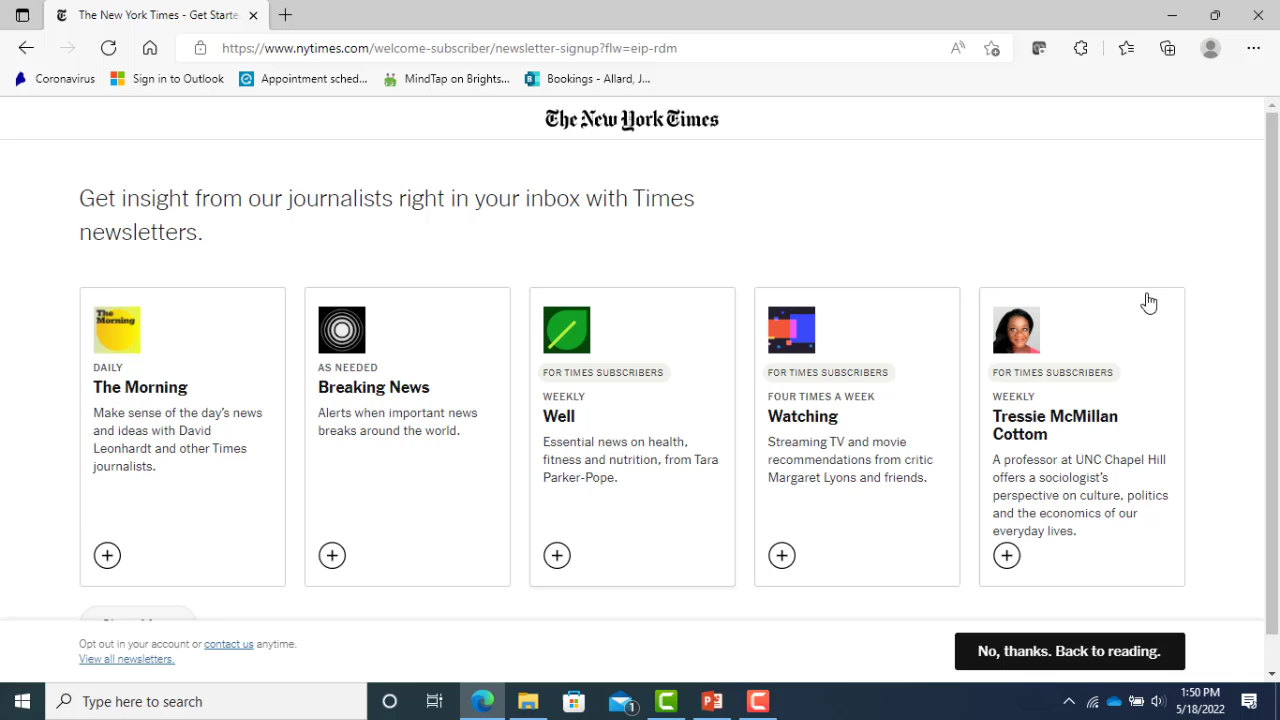 The New York Times - Get Starte
https://www.nytimes.com/welcome-subscriber/newsletter-signup?flw=eip-rdm
Coronavirus
Sign in to Outlook
Appointment sched...
MindTap on Brights...
Bookings - Allard, J...
The New York Times
Get insight from our journalists right in your inbox with Times
newsletters.
The Morning
DAILY
The Morning
Make sense of the day's news
and ideas with David
Leonhardt and other Times
journalists.
AS NEEDED
Breaking News
Alerts when important news
breaks around the world.
FOR TIMES SUBSCRIBERS
WEEKLY
Well
Essential news on health,
fitness and nutrition, from Tara
Parker-Pope.
FOR TIMES SUBSCRIBERS
FOUR TIMES A WEEK
Watching
Streaming TV and movie
recommendations from critic
Margaret Lyons and friends.
FOR TIMES SUBSCRIBERS
WEEKLY
Tressie McMillan
Cottom
A professor at UNC Chapel Hill
offers a sociologist's
perspective on culture, politics
and the economics of our
everyday lives.
Opt out in your account or contact us anytime.
View all newsletters.
No, thanks. Back to reading.
Type here to search
1
1:50 PM
5/18/2022